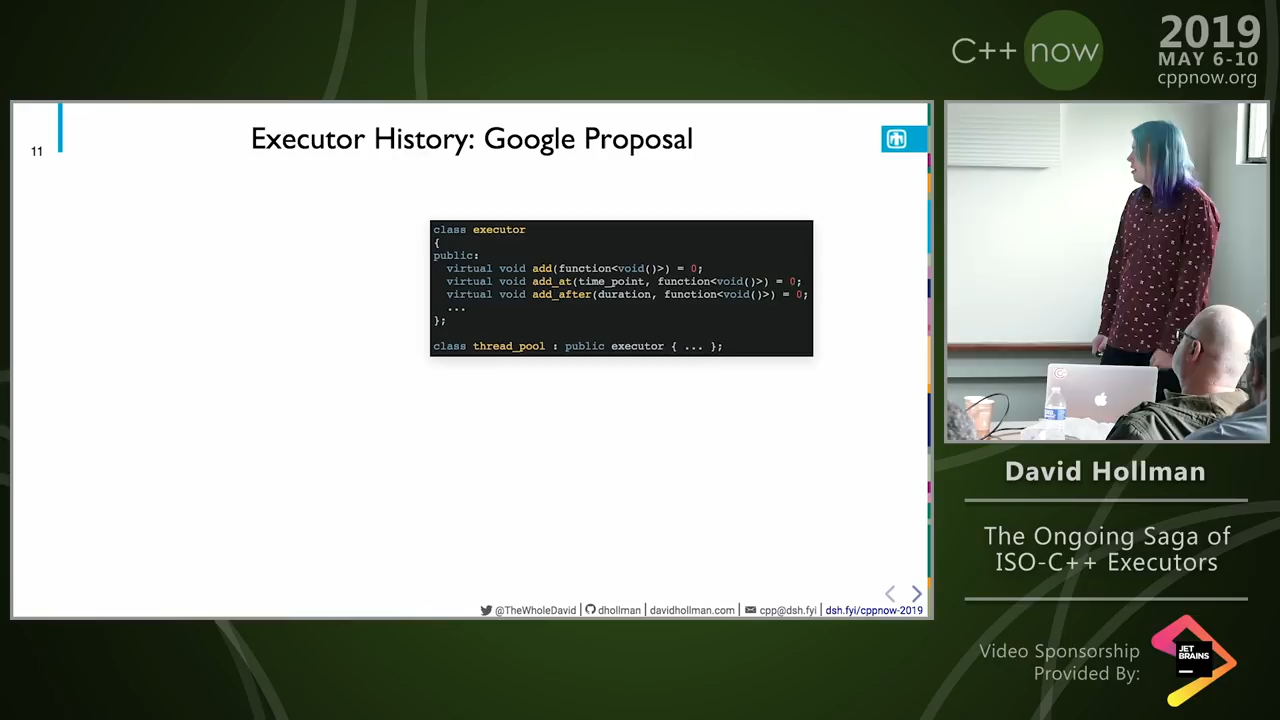 C++ now
2019
MAY 6-10
cppnow.org
11
Executor History: Google Proposal
class executor
{
public:
virtual void add(function<void()>) = 0;
virtual void add_at(time_point, function<void()>) = 0;
virtual void add_after(duration, function<void()>) = 0;
...
};
class thread_pool : public executor { ... };
@TheWholeDavid | dhollman | davidhollman.com | cpp@dsh.fyi | dsh.fyi/cppnow-2019
David Hollman
The Ongoing Saga of
ISO-C++ Executors
Video Sponsorship
Provided By:
JET
BRAINS